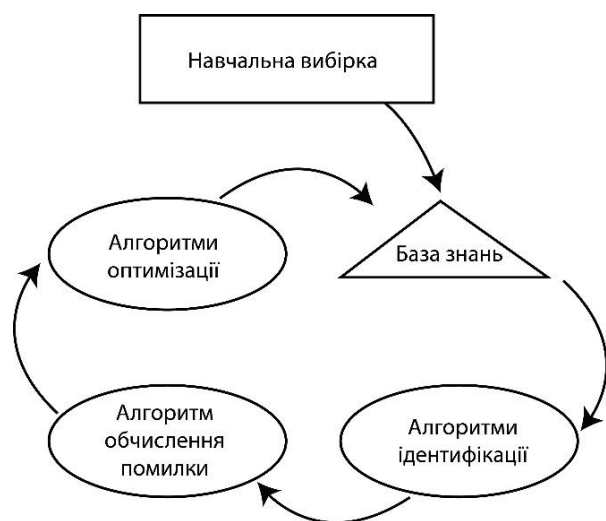 Навчальна вибірка
Алгоритми
оптимізації
База знань
Алгоритм
обчислення
помилки
Алгоритми
ідентифікації